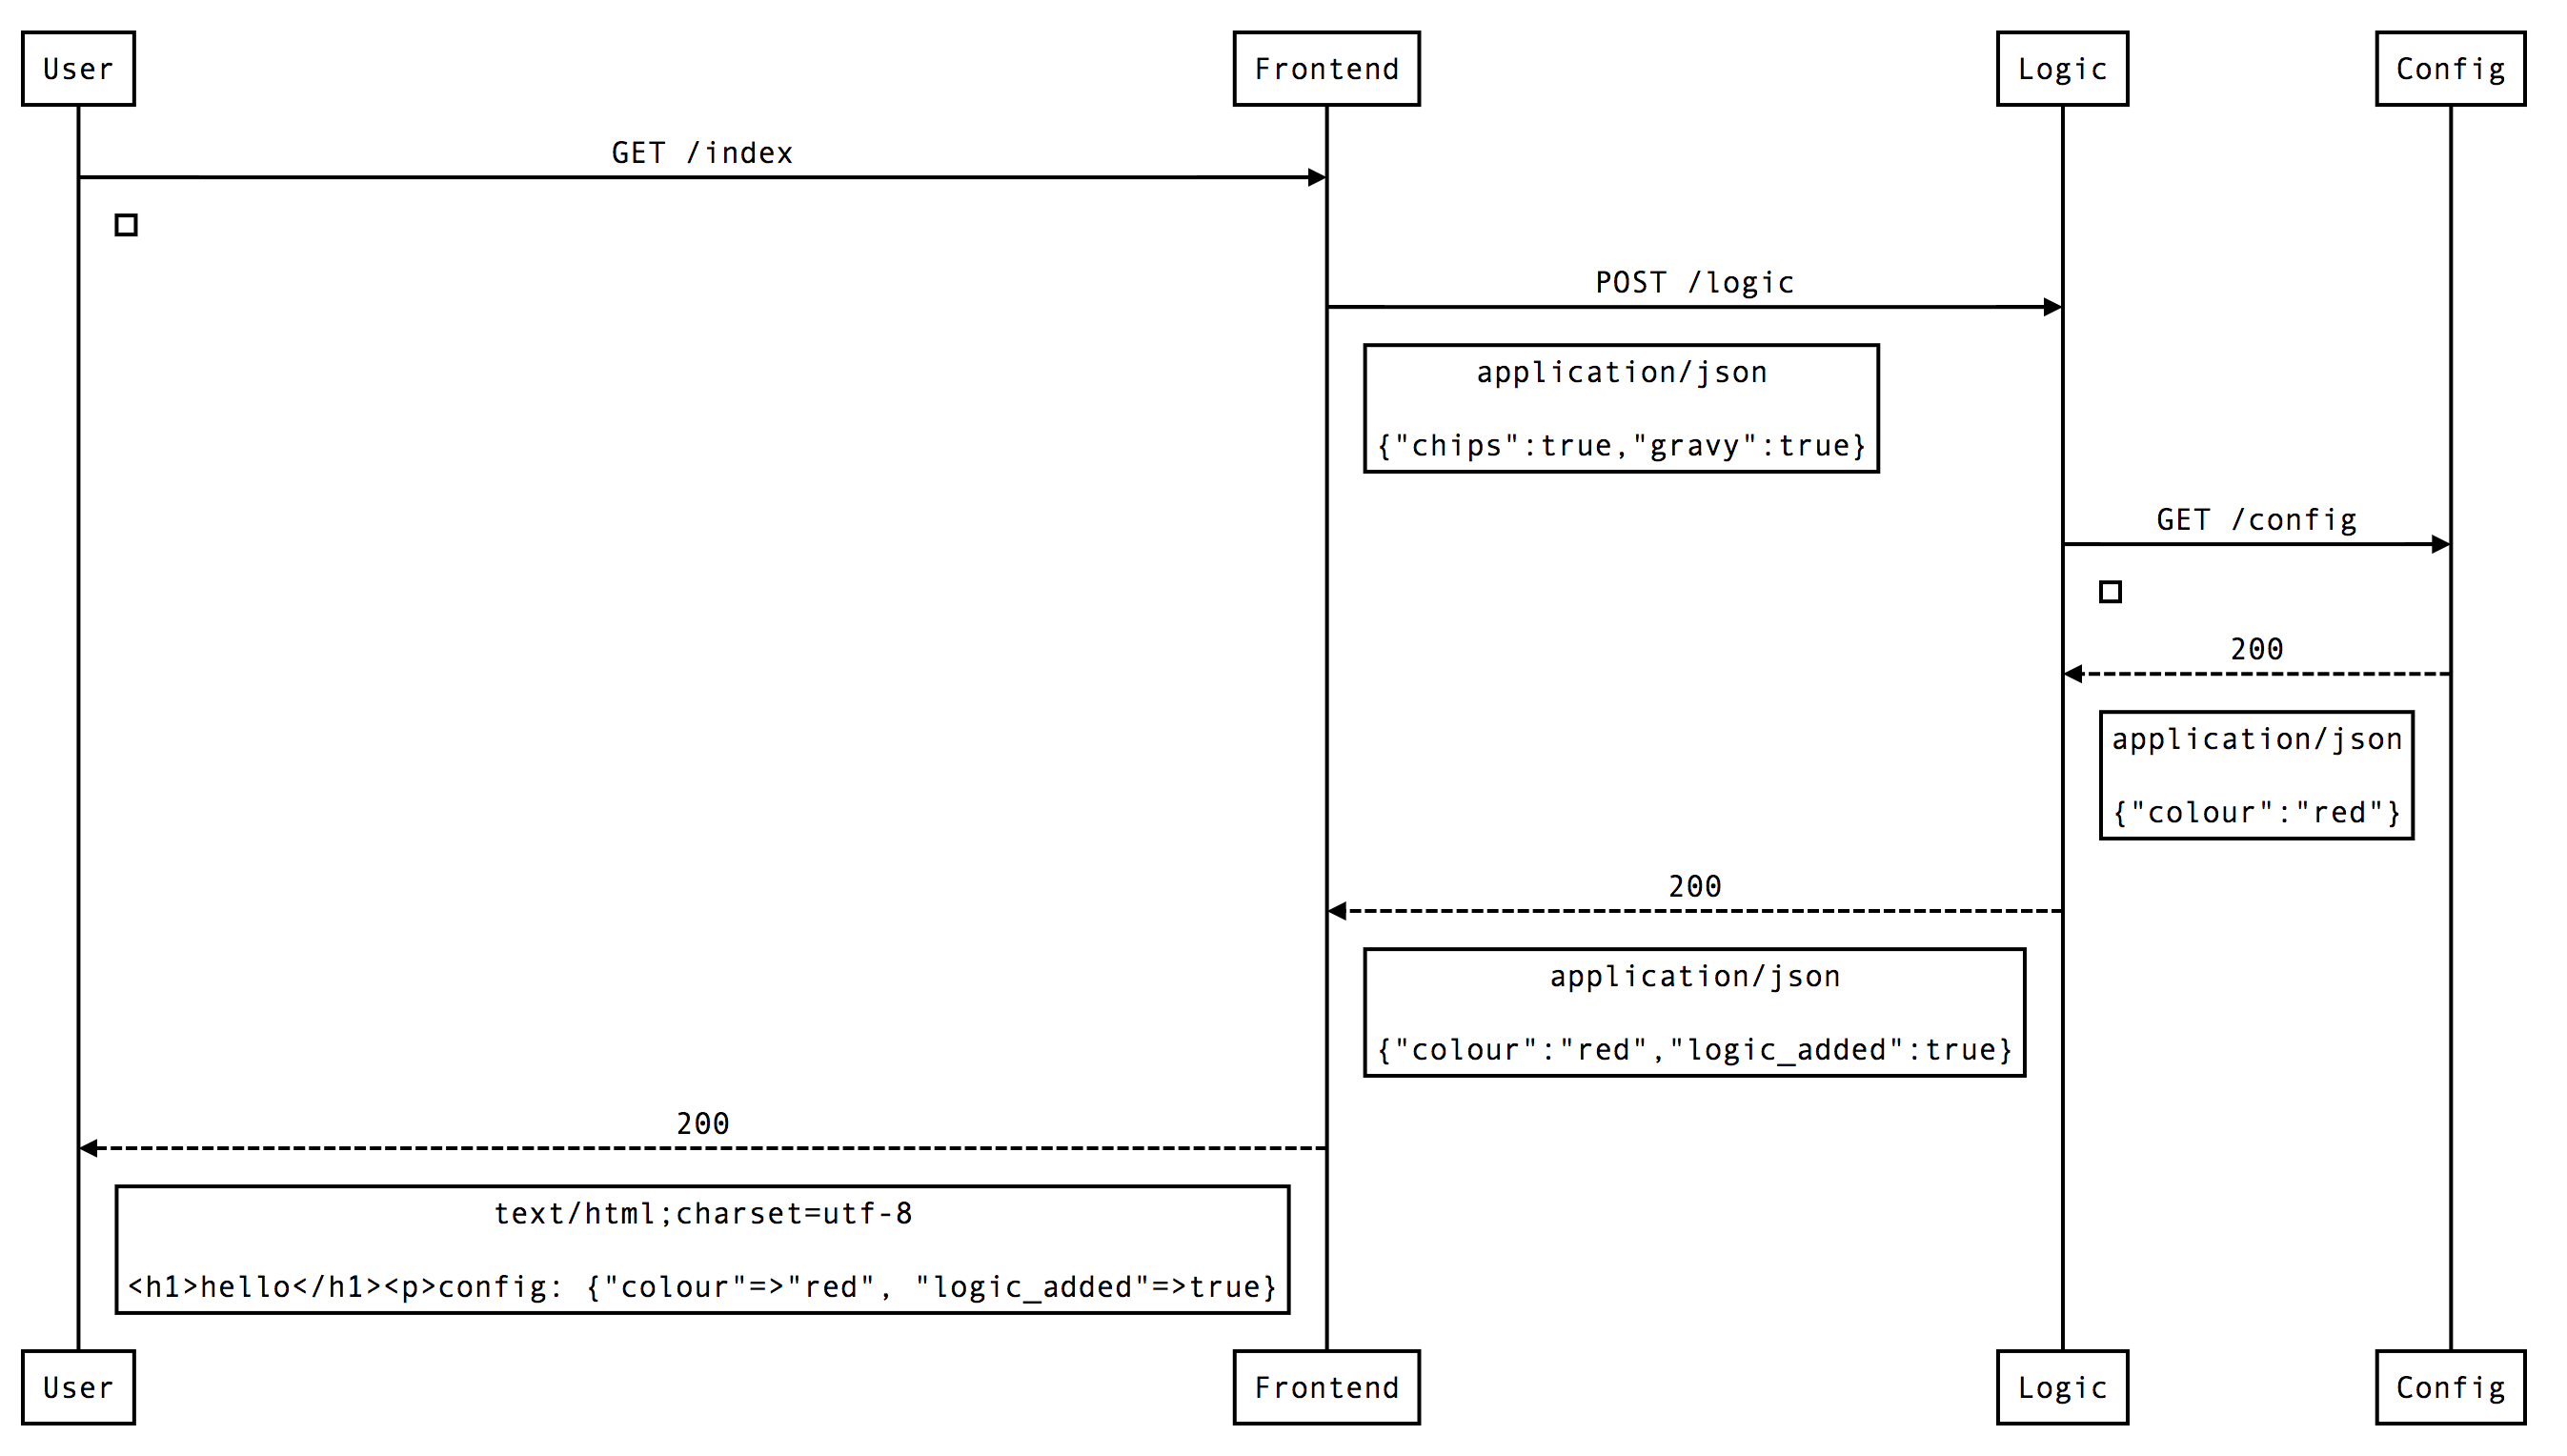 User
Frontend
Logic
Config
GET /index
POST /logic
application/json
{"chips":true,"gravy":true}
GET /config
200
application/json
{"colour":"red"}
200
application/json
{"colour":"red","logic_added":true}
200
text/html;charset=utf-8
<h1>hello</h1><p>config: {"colour"=>"red", "logic_added"=>true}
User
Frontend
Logic
Config